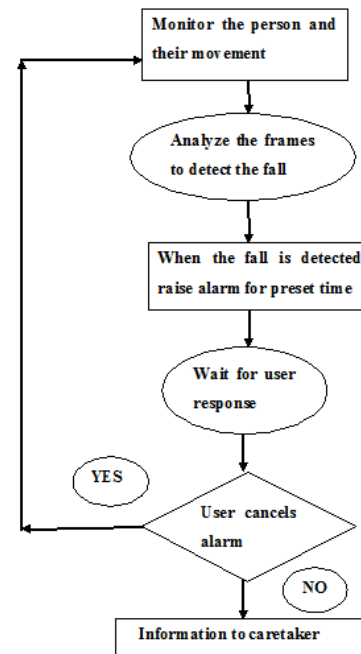 Monitor the person and
their movement
Analyze the frames
to detect the fall
When the fall is detected
raise alarm for preset time
Wait for user
response
YES
User cancels
alarm
NO
Information to caretaker